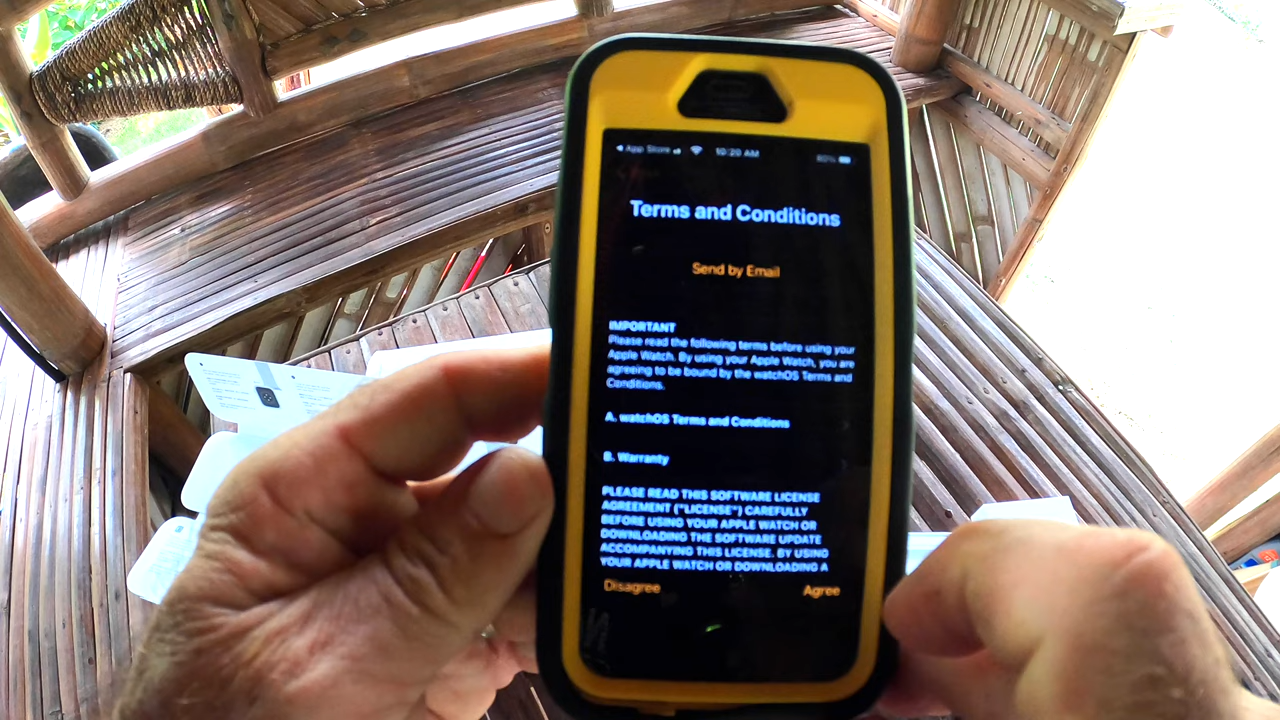 App Store 10:20 AM
Terms and Conditions
Send by Email
IMPORTANT
Please read the following terms before using your
Apple Watch. By using your Apple Watch, you are
agreeing to be bound by the watchOS Terms and
Conditions.
A. watchOS Terms and Conditions
B. Warranty
PLEASE READ THIS SOFTWARE LICENSE
AGREEMENT ("LICENSE") CAREFULLY
BEFORE USING YOUR APPLE WATCH OR
DOWNLOADING THE SOFTWARE UPDATE
ACCOMPANYING THIS LICENSE. BY USING
YOUR APPLE WATCH OR DOWNLOADING A
Disagree Agree